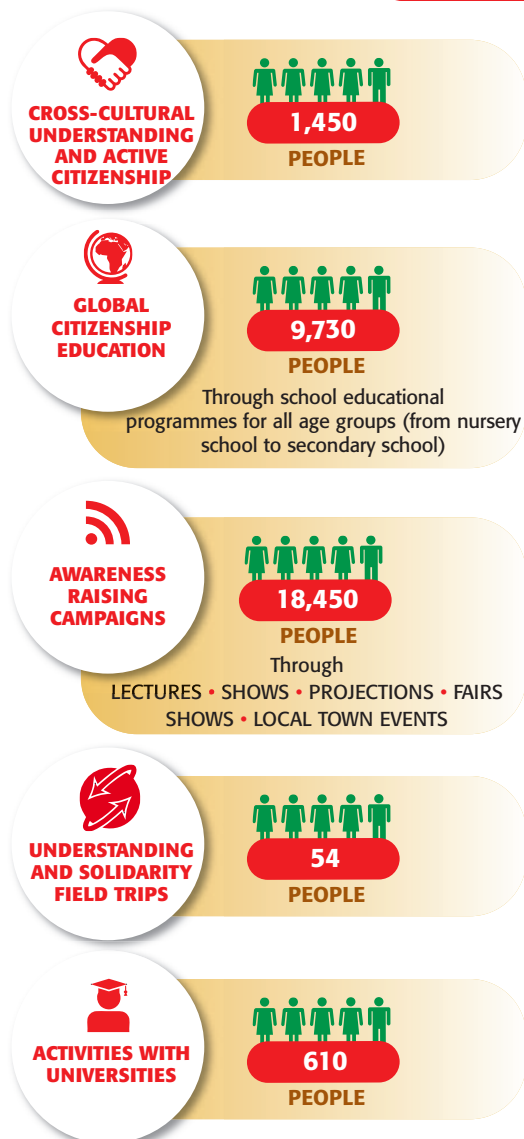 CROSS-CULTURAL
UNDERSTANDING
AND ACTIVE
CITIZENSHIP
1,450
PEOPLE
GLOBAL
CITIZENSHIP
EDUCATION
9,730
PEOPLE
Through school educational
programmes for all age groups (from nursery
school to secondary school)
AWARENESS
RAISING
CAMPAIGNS
18,450
PEOPLE
Through
LECTURES • SHOWS • PROJECTIONS • FAIRS
SHOWS • LOCAL TOWN EVENTS
UNDERSTANDING
AND SOLIDARITY
FIELD TRIPS
54
PEOPLE
ACTIVITIES WITH
UNIVERSITIES
610
PEOPLE